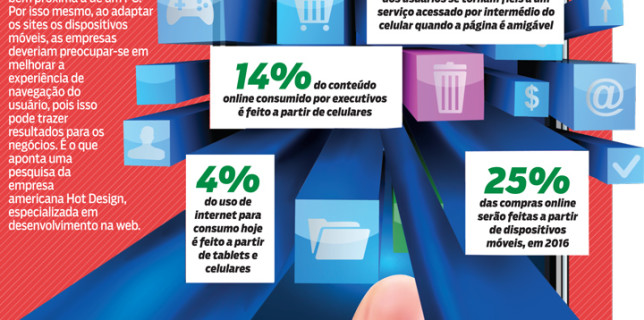 Por isso mesmo, ao adaptar
os sites os dispositivos
móveis, as empresas
deveriam preocupar-se em
melhorar a
experiência de
navegação do
usuário, pois isso
pode trazer
resultados para os
negócios. É o que
aponta uma
pesquisa da
empresa
americana Hot Design,
especializada em
desenvolvimento na web.
dos usuários se tornam fiéis a um
serviço acessado por intermédio do
celular quando a página é amigável
14% do conteúdo
online consumido por executivos
é feito a partir de celulares
$
@
4%
do uso de
internet para
consumo hoje
é feito a partir
de tablets e
celulares
25%
das compras online
serão feitas a partir
de dispositivos
móveis, em 2016